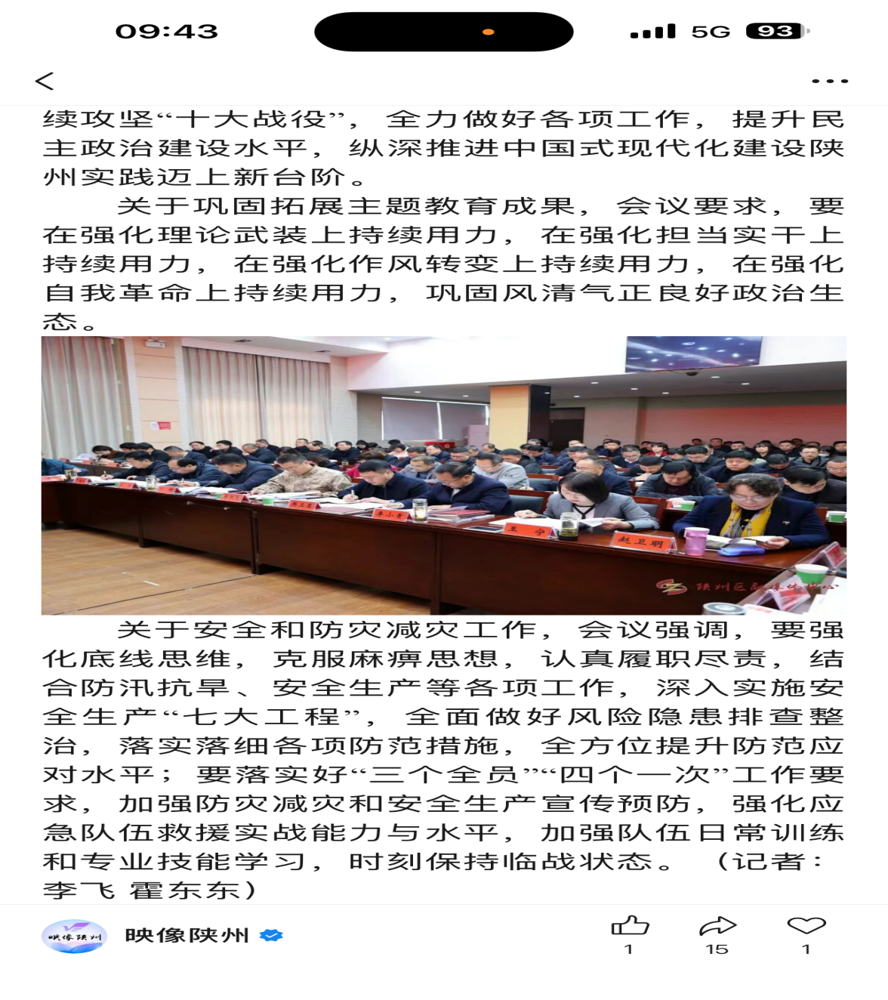 09:43
5G 93
续攻坚“十大战役”，全力做好各项工作，提升民
主政治建设水平，纵深推进中国式现代化建设陕
州实践迈上新台阶。
关于巩固拓展主题教育成果，会议要求，要
在强化理论武装上持续用力，在强化担当实干上
持续用力，在强化作风转变上持续用力，在强化
自我革命上持续用力，巩固风清气正良好政治生
态。
李小青
王 宁
赵卫明
陕州区融媒体中心
关于安全和防灾减灾工作，会议强调，要强
化底线思维，克服麻痹思想，认真履职尽责，结
合防汛抗旱、安全生产等各项工作，深入实施安
全生产“七大工程”，全面做好风险隐患排查整
治，落实落细各项防范措施，全方位提升防范应
对水平；要落实好“三个全员”“四个一次”工作要
求，加强防灾减灾和安全生产宣传预防，强化应
急队伍救援实战能力与水平，加强队伍日常训练
和专业技能学习，时刻保持临战状态。（记者：
李飞 霍东东）
映像陕州
映像陕州
1
15
1